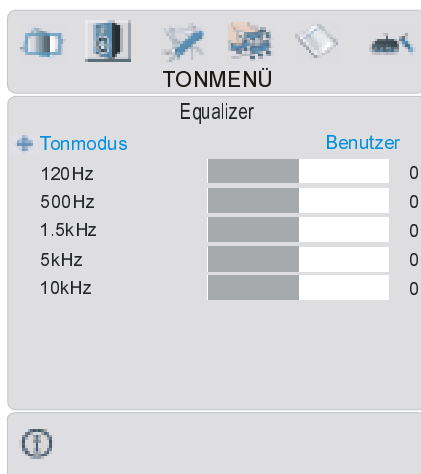 TONMENÜ
Equalizer
Tonmodus Benutzer
120Hz 0
500Hz 0
1.5kHz 0
5kHz 0
10kHz 0